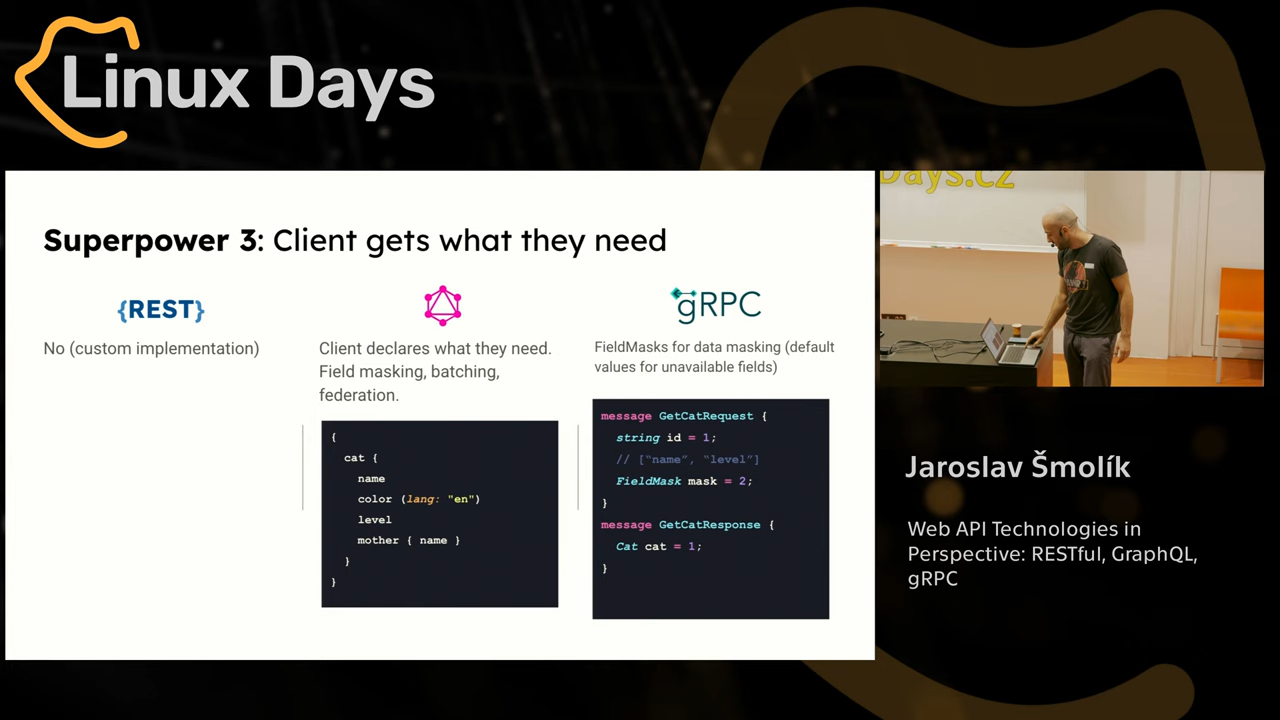 Linux Days
Days.cz
Superpower 3: Client gets what they need
{REST}
No (custom implementation)
Client declares what they need.
Field masking, batching,
federation.
{
cat {
name
color (lang: "en")
level
mother { name }
}
}
gRPC
FieldMasks for data masking (default
values for unavailable fields)
message GetCatRequest {
string id = 1;
// [“name”, “level”]
FieldMask mask = 2;
}
message GetCatResponse {
Cat cat = 1;
}
Jaroslav Šmolík
Web API Technologies in
Perspective: RESTful, GraphQL,
gRPC